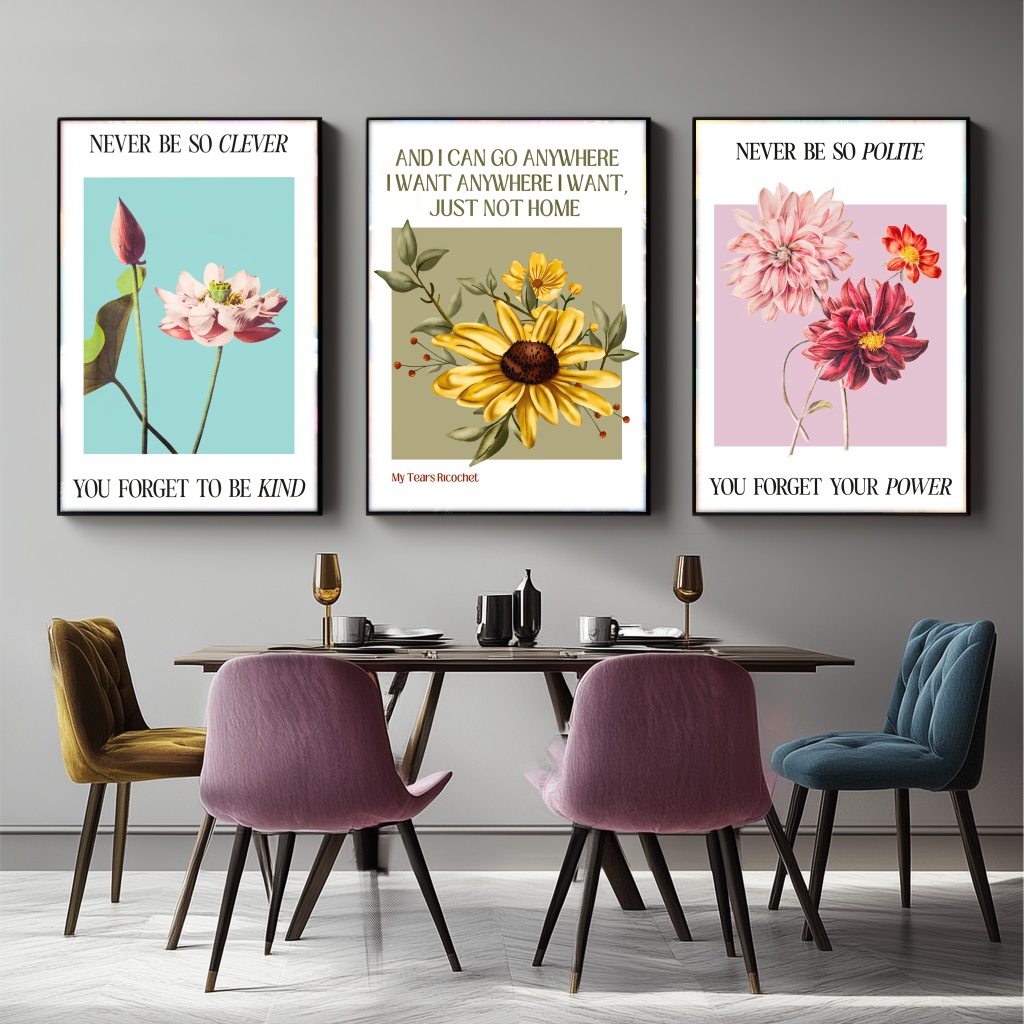 NEVER BE SO CLEVER
YOU FORGET TO BE KIND
AND I CAN GO ANYWHERE
I WANT ANYWHERE I WANT,
JUST NOT HOME
My Tears Ricochet
NEVER BE SO POLITE
YOU FORGET YOUR POWER